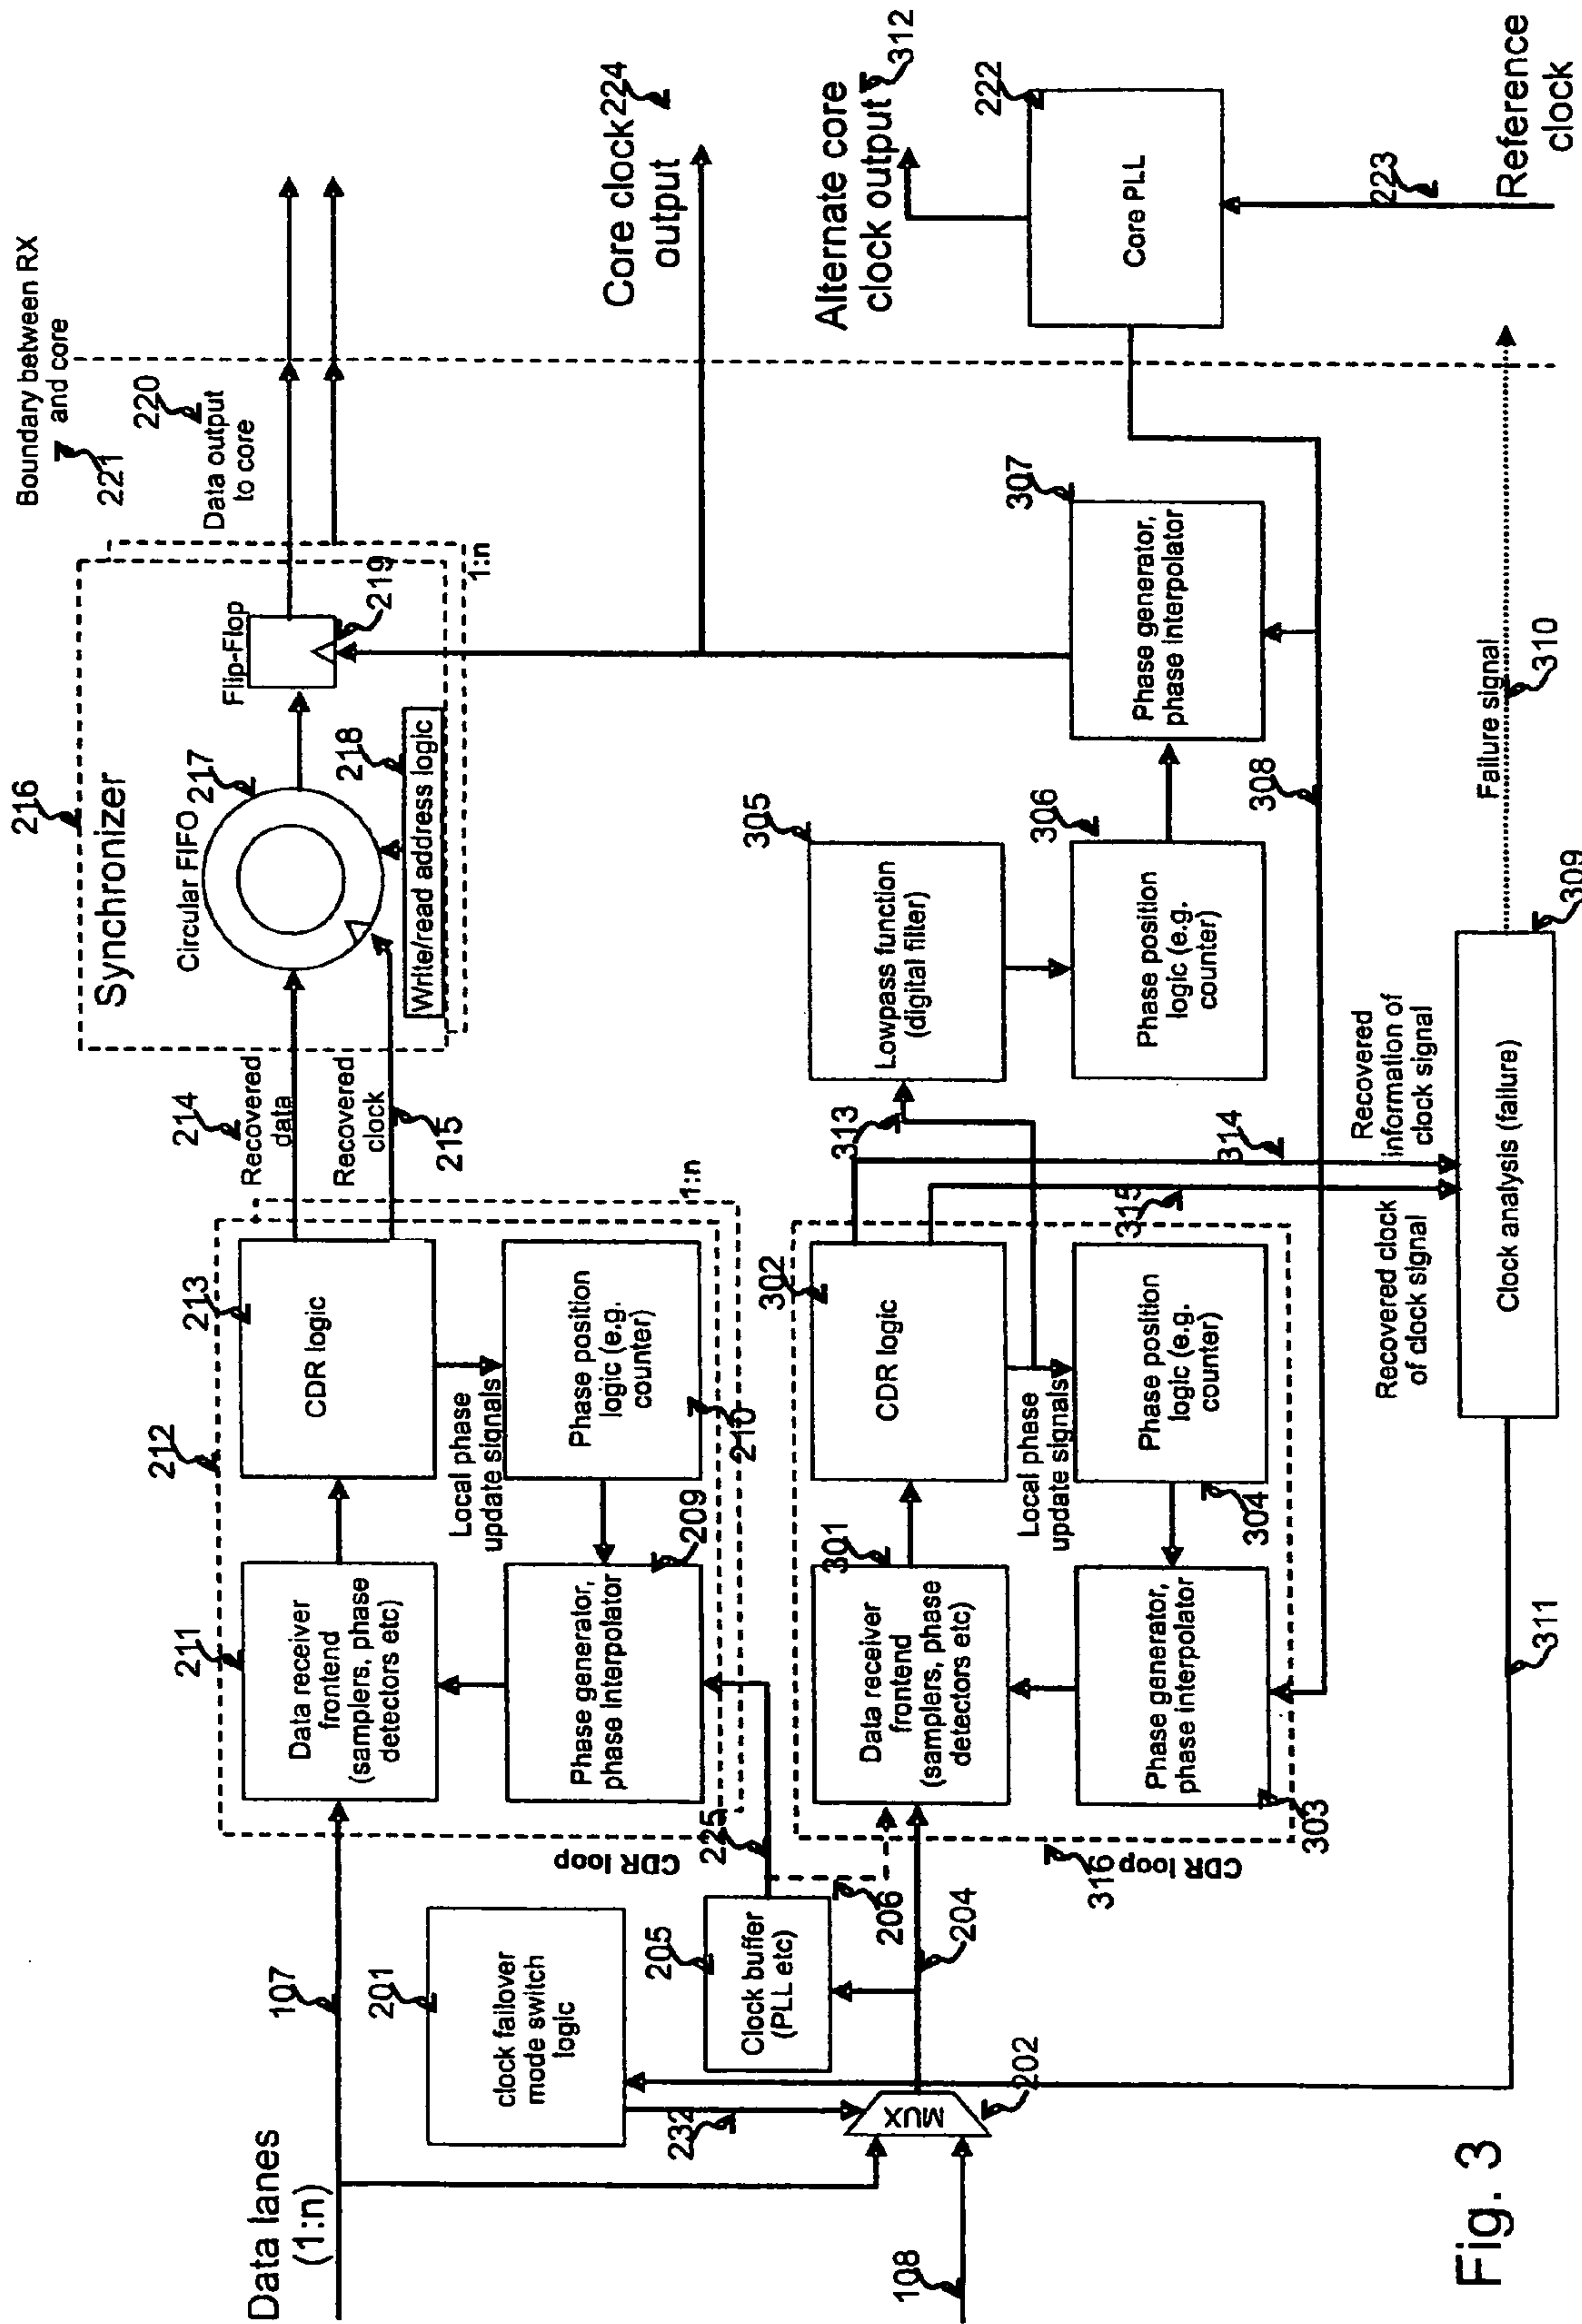 Data lanes
(1:n)
107
108
201
clock failover
mode switch
logic
232
MUX
202
204
205
Clock buffer
(PLL etc)
206
225
CDR loop
212
211
Data receiver
frontend
(samplers, phase
detectors etc)
213
CDR logic
Local phase
update signals
209
Phase generator,
phase interpolator
Phase position
logic (e.g.
counter)
210
1:n
214
Recovered
data
Recovered
clock
215
216
Synchronizer
Circular FIFO
217
218
Write/read address logic
Flip-Flop
219
1:n
Boundary between RX
and core
221
220
Data output
to core
Core clock
output
224
Alternate core
clock output
312
222
Core PLL
223
Reference
clock
301
Data receiver
frontend
(samplers, phase
detectors etc)
302
CDR logic
Local phase
update signals
303
Phase generator,
phase interpolator
304
Phase position
logic (e.g.
counter)
316
CDR loop
313
305
Lowpass function
(digital filter)
306
Phase position
logic (e.g.
counter)
307
Phase generator,
phase interpolator
308
314
315
Recovered
information of
clock signal
Recovered clock
of clock signal
Clock analysis (failure)
309
Failure signal
310
311
Fig. 3